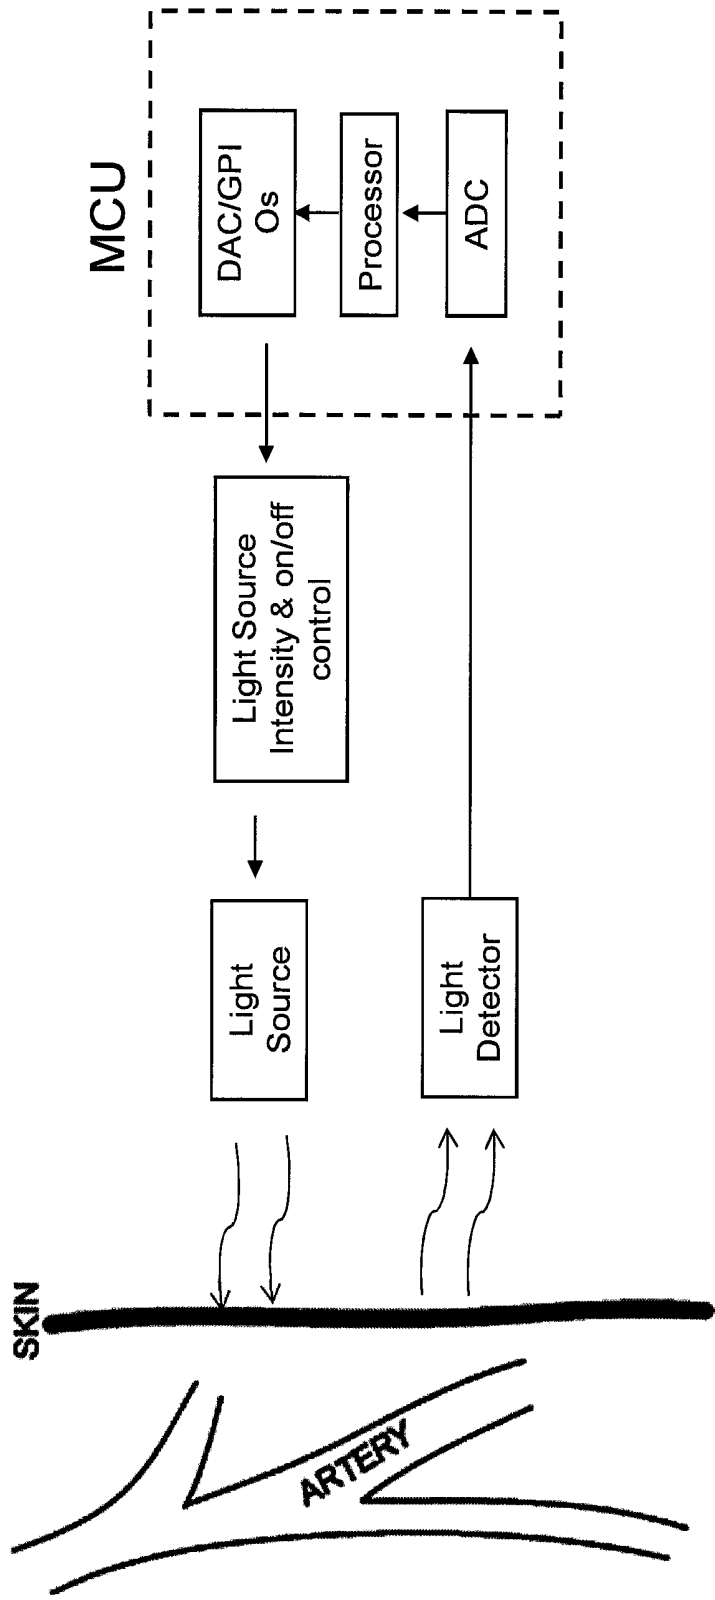 MCU
DAC/GPI
Os
Processor
ADC
Light Source
Intensity & on/off
control
Light
Source
Light
Detector
SKIN
ARTERY